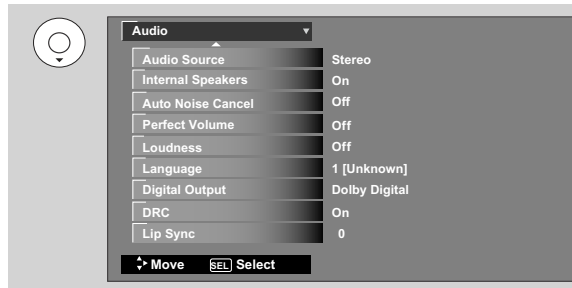 Audio
Audio Source Stereo
Internal Speakers On
Auto Noise Cancel Off
Perfect Volume Off
Loudness Off
Language 1 [Unknown]
Digital Output Dolby Digital
DRC On
Lip Sync 0
Move SEL Select